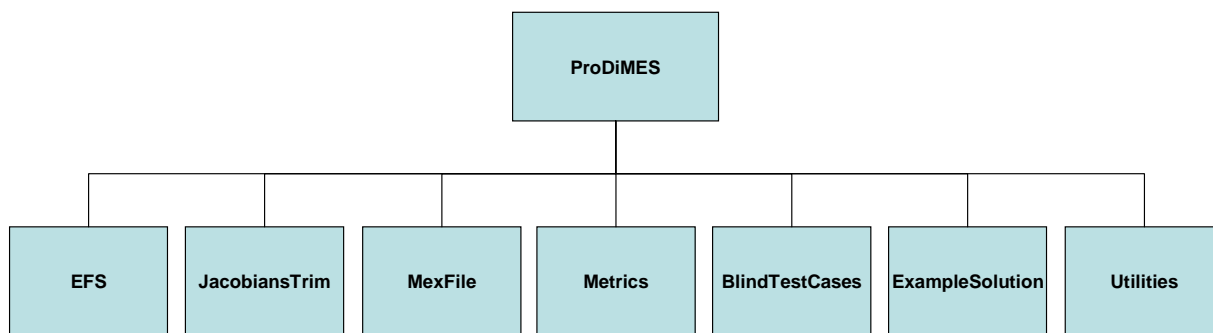 ProDiMES
EFS
JacobiansTrim
MexFile
Metrics
BlindTestCases
ExampleSolution
Utilities